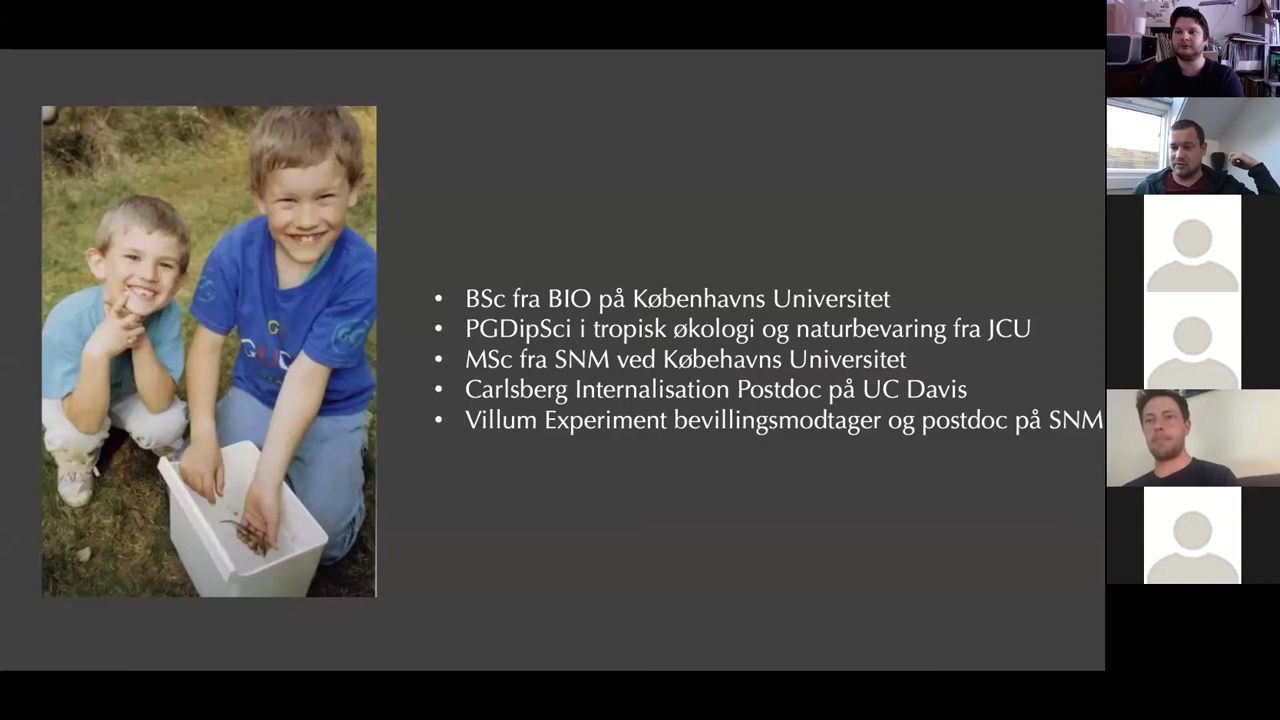 • BSc fra BIO på Københavns Universitet
• PGDipSci i tropisk økologi og naturbevaring fra JCU
• MSc fra SNM ved Købehavns Universitet
• Carlsberg Internalisation Postdoc på UC Davis
• Villum Experiment bevillingsmodtager og postdoc på SNM